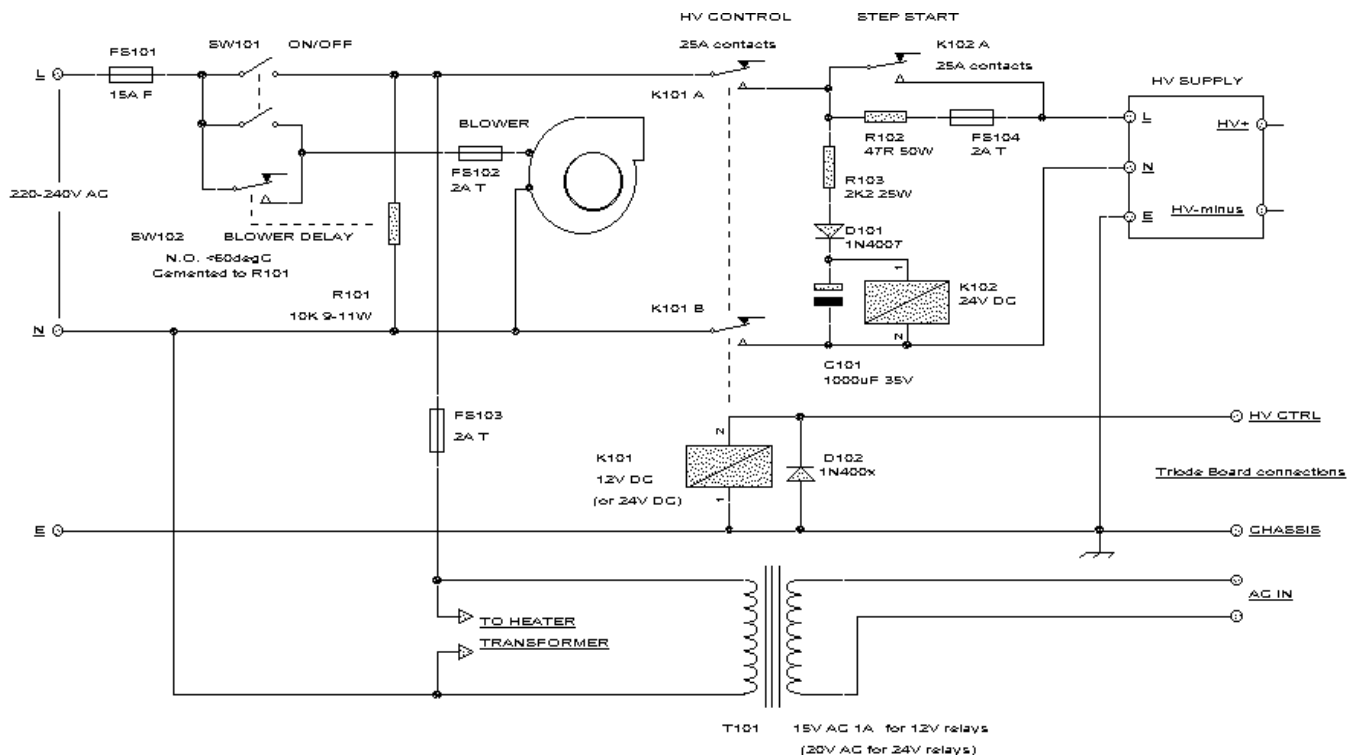 HV CONTROL
STEP START
FS101
SW101 ON/OFF
25A contacts
K102 A
25A contacts
L
15A F
K101 A
HV SUPPLY
BLOWER
L
HV+
R102
47R 50W
FS104
2A T
FS102
2A T
N
R103
2K2 25W
220-240V AC
HV-minus
E
SW102 BLOWER DELAY
N.O. <60degC
Cemented to R101
D101
1N4007
1
K102
24V DC
R101
10K 9-11W
K101 B
N
2
C101
1000uF 35V
FS103
2A T
HV CTRL
2
K101
12V DC
(or 24V DC)
D102
1N400x
Triode Board connections
1
E
CHASSIS
AC IN
TO HEATER
TRANSFORMER
T101 15V AC 1A for 12V relays
(20V AC for 24V relays)